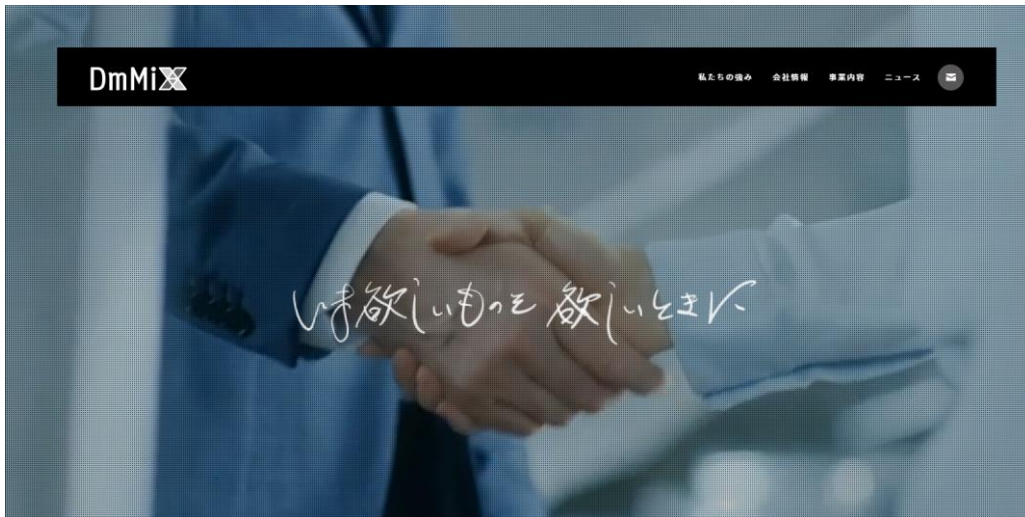 DmMiX
私たちの強み 会社情報 事業内容 ニュース
いま欲しいものを 欲しいときに